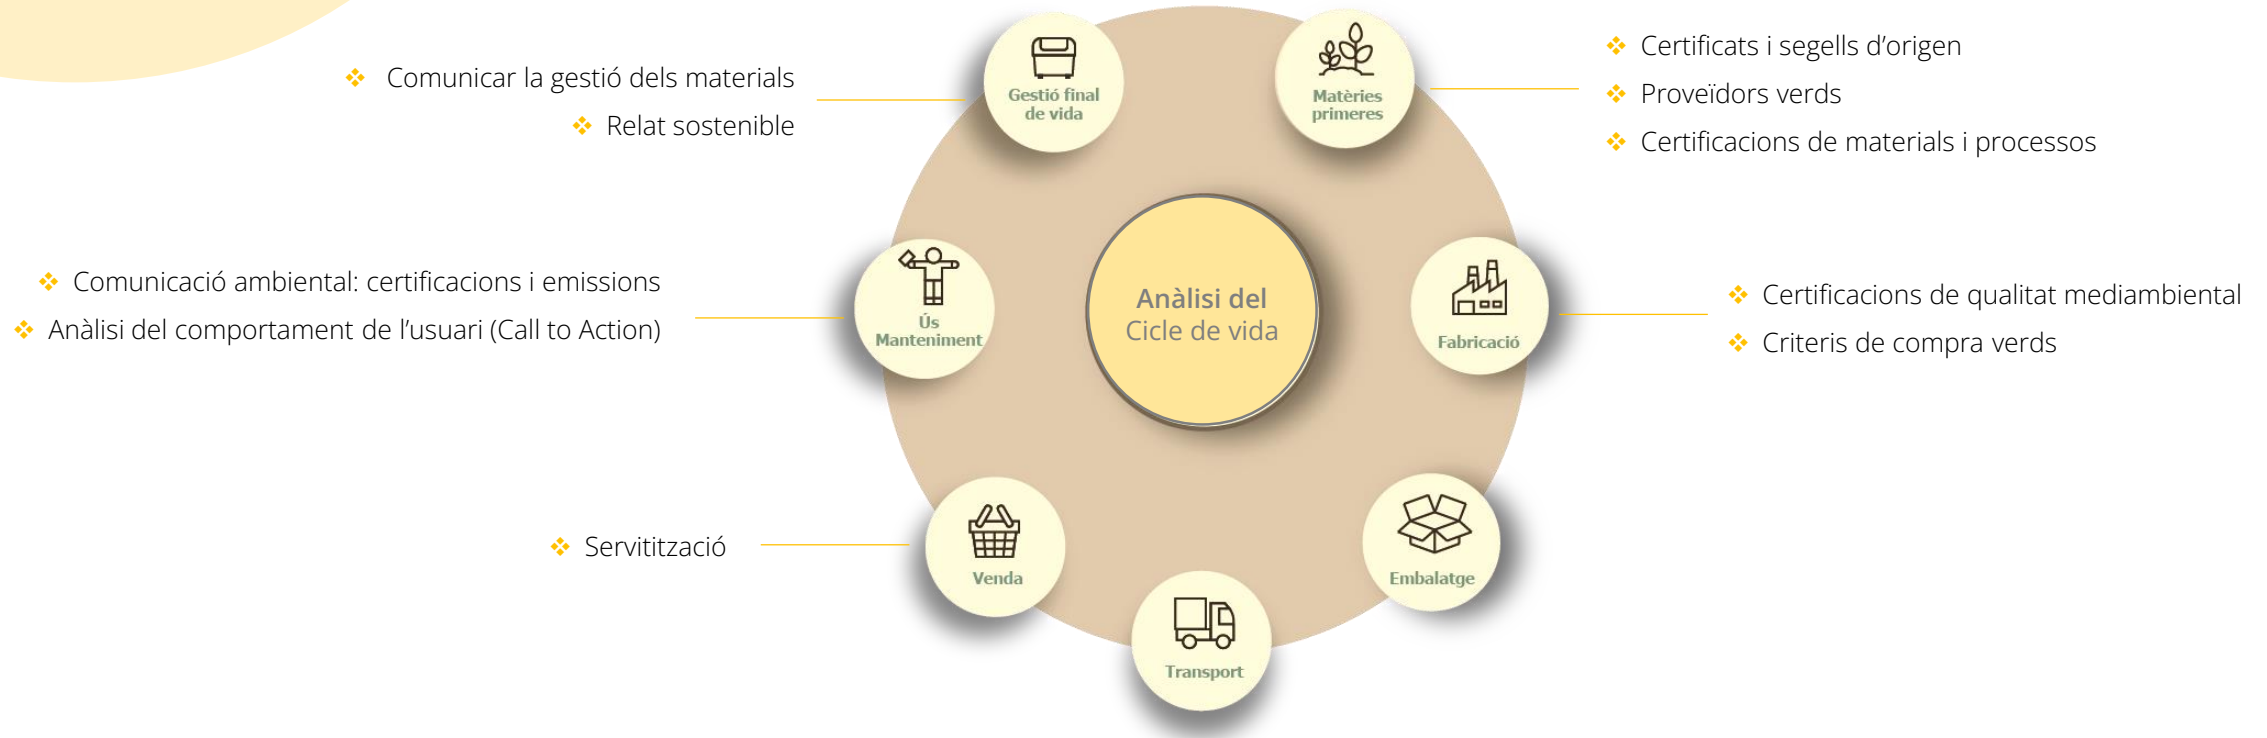 Comunicar la gestió dels materials
Relat sostenible
Gestió final
de vida
Matèries
primeres
Certificats i segells d'origen
Proveïdors verds
Certificacions de materials i processos
Comunicació ambiental: certificacions i emissions
Anàlisi del comportament de l'usuari (Call to Action)
Ús
Manteniment
Anàlisi del
Cicle de vida
Fabricació
Certificacions de qualitat mediambiental
Criteris de compra verds
Servitització
Venda
Embalatge
Transport